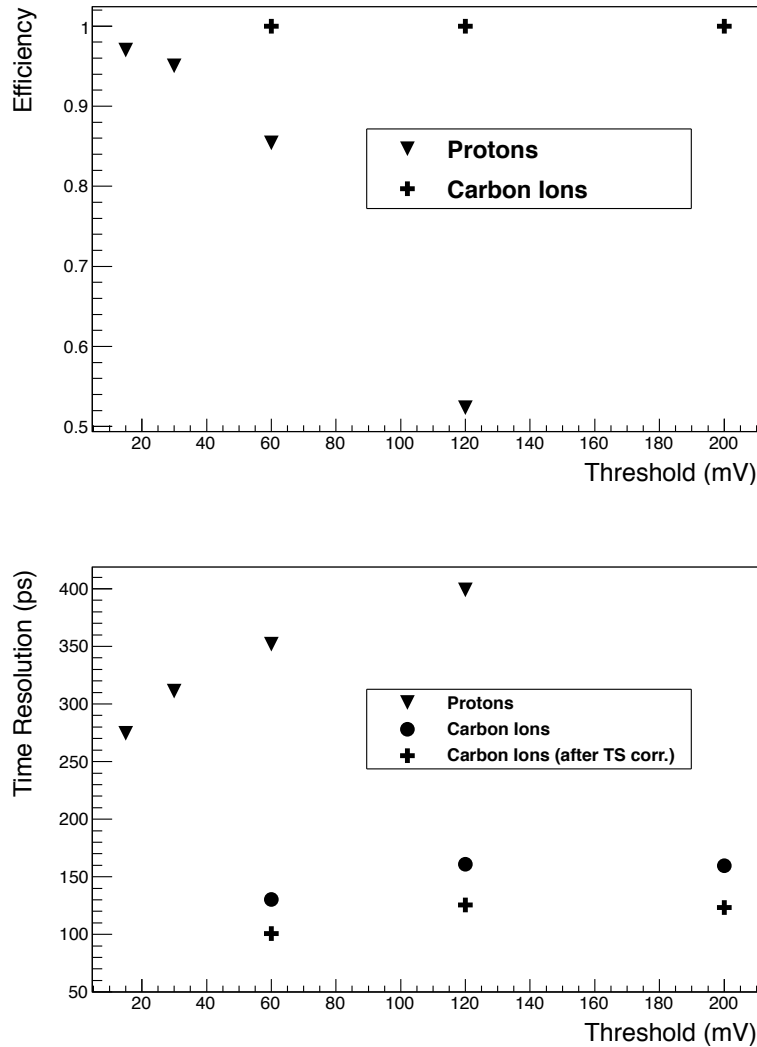 Efficiency
1
0.9
0.8
0.7
0.6
0.5
Protons
Carbon Ions
20 40 60 80 100 120 140 160 180 200
Threshold (mV)
Time Resolution (ps)
400
350
300
250
200
150
100
50
Protons
Carbon Ions
Carbon Ions (after TS corr.)
20 40 60 80 100 120 140 160 180 200
Threshold (mV)